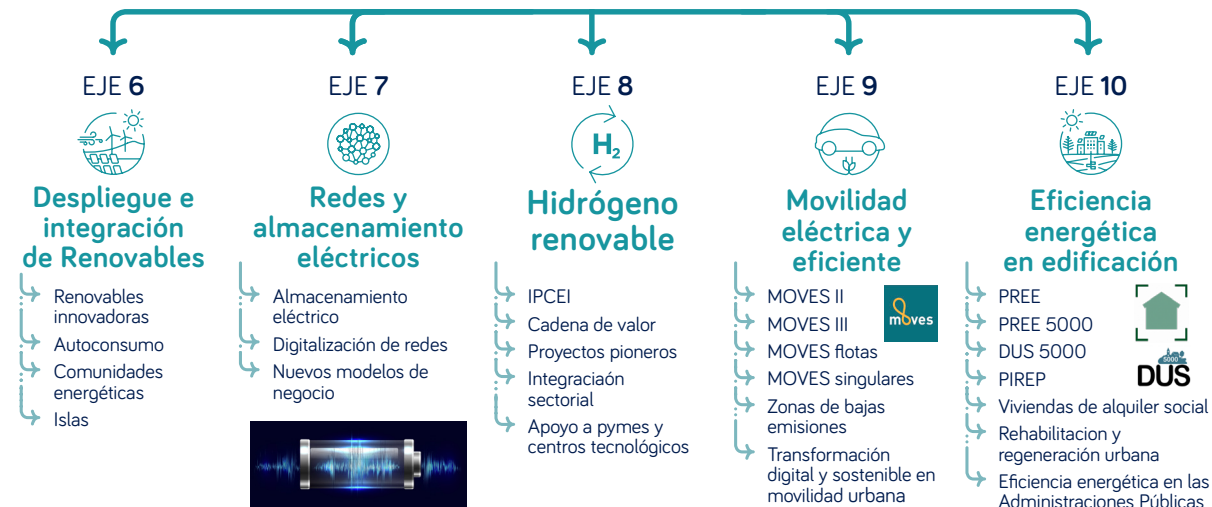 EJE 6
Despliegue e
integración
de Renovables
Renovables
innovadoras
Autoconsumo
Comunidades
energéticas
Islas
EJE 7
Redes y
almacenamiento
eléctricos
Almacenamiento
eléctrico
Digitalización de redes
Nuevos modelos de
negocio
EJE 8
H₂
Hidrógeno
renovable
IPCEI
Cadena de valor
Proyectos pioneros
Integraciaón
sectorial
Apoyo a pymes y
centros tecnológicos
EJE 9
Movilidad
eléctrica y
eficiente
MOVES II
MOVES III
MOVES flotas
MOVES singulares
Zonas de bajas
emisiones
Transformación
digital y sostenible en
movilidad urbana
moves
EJE 10
Eficiencia
energética
en edificación
PREE
PREE 5000
DUS 5000
PIREP
Viviendas de alquiler social
Rehabilitacion y
regeneración urbana
Eficiencia energética en las
Administraciones Públicas
5000
DUS